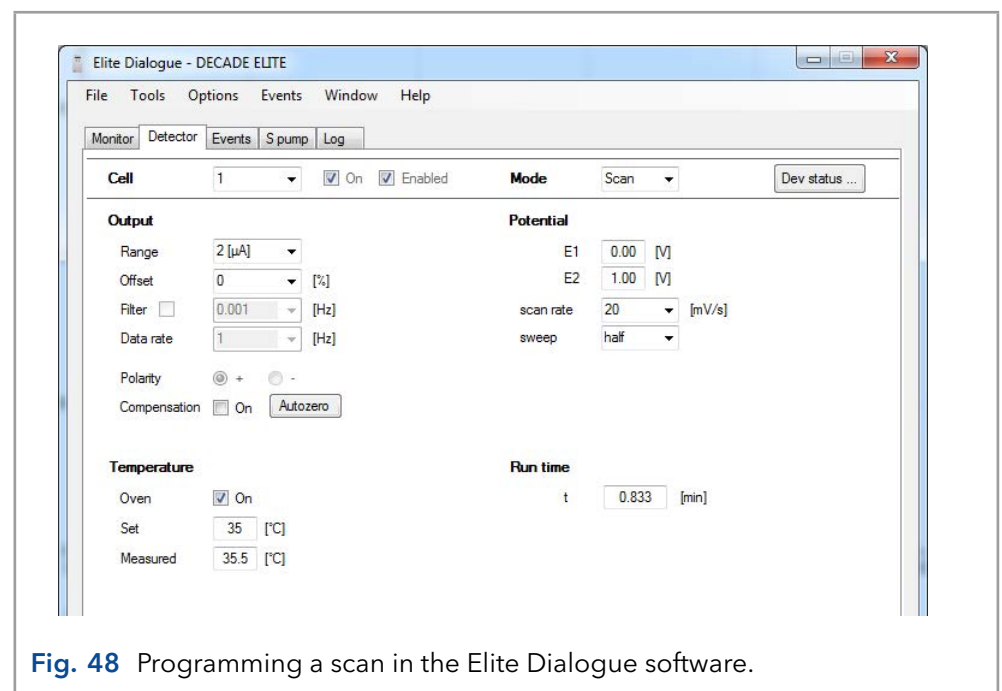 Elite Dialogue - DECADE ELITE
File Tools Options Events Window Help
Monitor Detector Events S pump Log
Cell 1 On Enabled Mode Scan Dev status ...
Output Potential
Range 2 [µA] E1 0.00 [V]
Offset 0 [%] E2 1.00 [V]
Filter 0.001 [Hz] scan rate 20 [mV/s]
Data rate 1 [Hz] sweep half
Polarity + -
Compensation On Autozero
Temperature Run time
Oven On t 0.833 [min]
Set 35 [°C]
Measured 35.5 [°C]
Fig. 48 Programming a scan in the Elite Dialogue software.